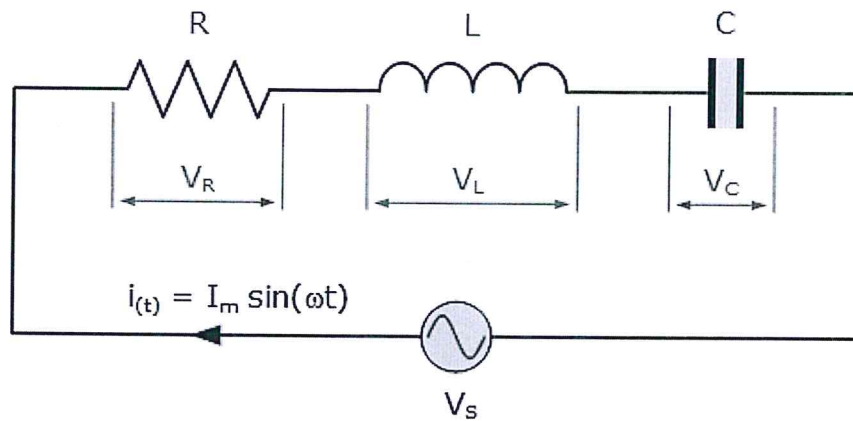 R L C
V_R V_L V_C
i_(t) = I_m sin(ωt)
V_S